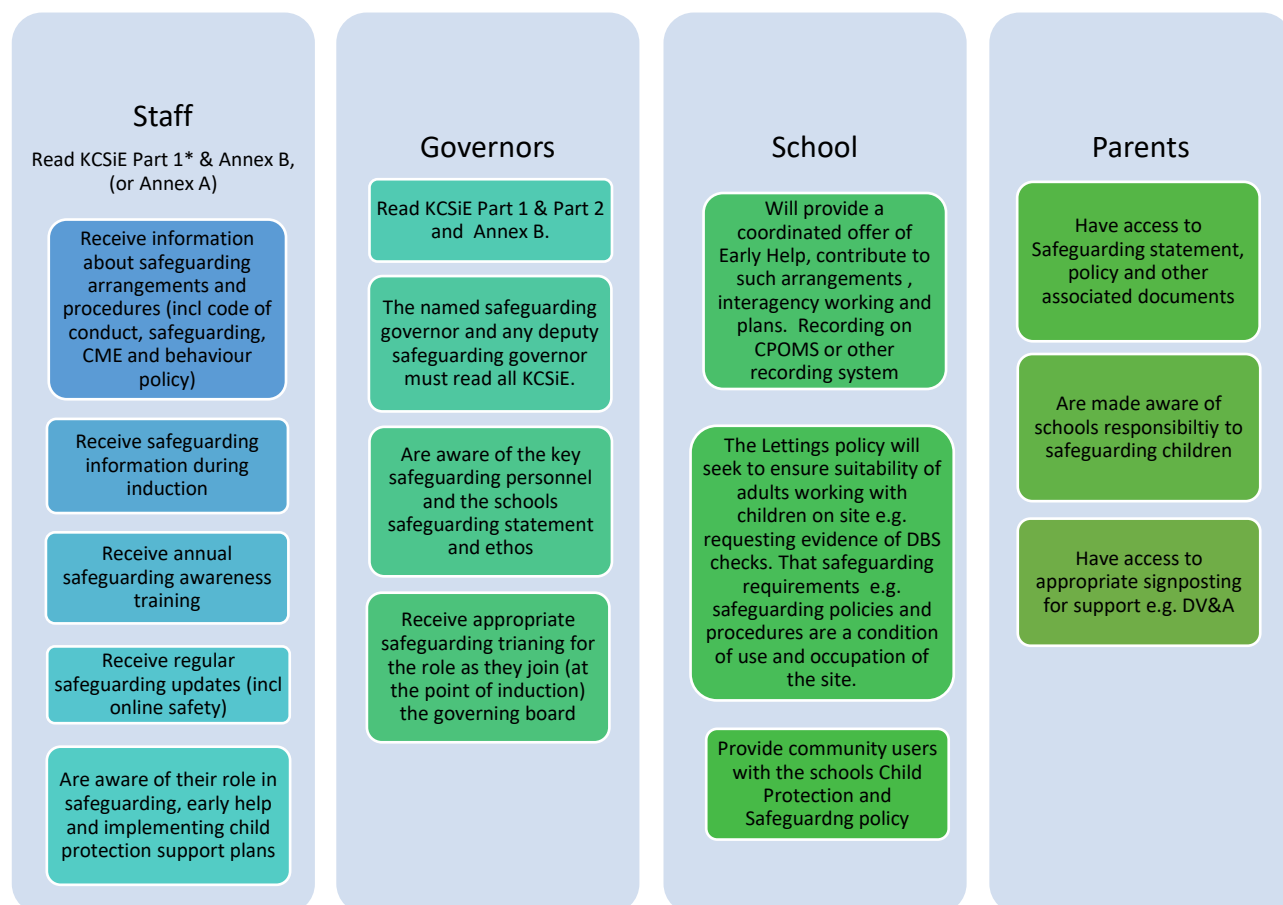 Staff
Read KCSiE Part 1* & Annex B,
(or Annex A)
Receive information
about safeguarding
arrangements and
procedures (incl code of
conduct, safeguarding,
CME and behaviour
policy)
Receive safeguarding
information during
induction
Receive annual
safeguarding awareness
training
Receive regular
safeguarding updates (incl
online safety)
Are aware of their role in
safeguarding, early help
and implementing child
protection support plans
Governors
Read KCSiE Part 1 & Part 2
and Annex B.
The named safeguarding
governor and any deputy
safeguarding governor
must read all KCSiE.
Are aware of the key
safeguarding personnel
and the schools
safeguarding statement
and ethos
Receive appropriate
safeguarding trianing for
the role as they join (at
the point of induction)
the governing board
School
Will provide a
coordinated offer of
Early Help, contribute to
such arrangements ,
interagency working and
plans. Recording on
CPOMS or other
recording system
The Lettings policy will
seek to ensure suitability of
adults working with
children on site e.g.
requesting evidence of DBS
checks. That safeguarding
requirements e.g.
safeguarding policies and
procedures are a condition
of use and occupation of
the site.
Provide community users
with the schools Child
Protection and
Safeguardng policy
Parents
Have access to
Safeguarding statement,
policy and other
associated documents
Are made aware of
schools responsibiltiy to
safeguarding children
Have access to
appropriate signposting
for support e.g. DV&A